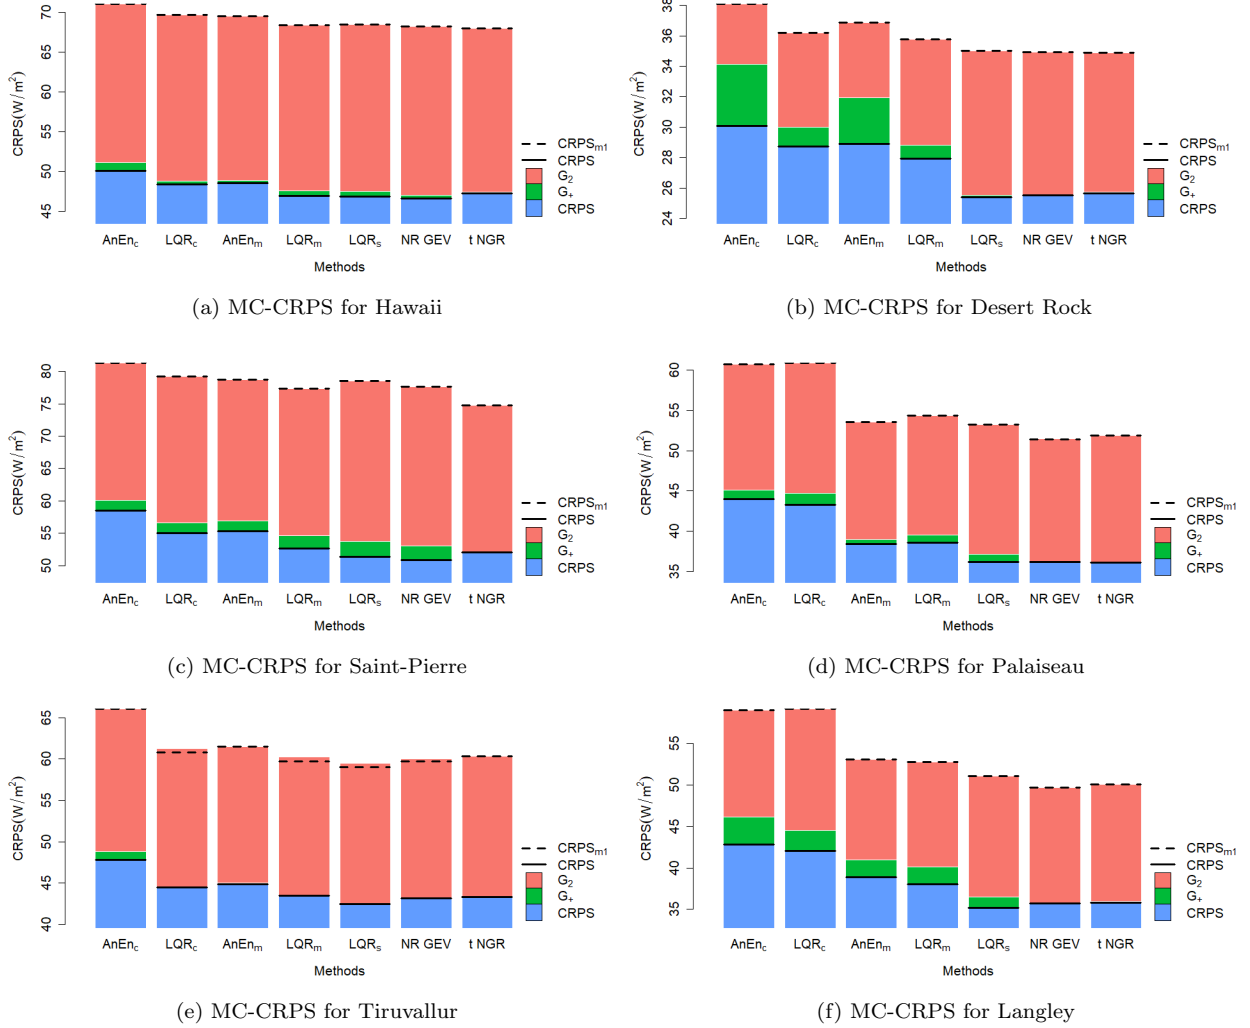 CRPS(W/m²)
70
65
60
55
50
45
CRPSm1
CRPS
G2
G+
CRPS
AnEnc LQRc AnEnm LQRm LQRs NR GEV t NGR
Methods
(a) MC-CRPS for Hawaii
CRPS(W/m²)
38
36
34
32
30
28
26
24
CRPSm1
CRPS
G2
G+
CRPS
AnEnc LQRc AnEnm LQRm LQRs NR GEV t NGR
Methods
(b) MC-CRPS for Desert Rock
CRPS(W/m²)
80
75
70
65
60
55
50
CRPSm1
CRPS
G2
G+
CRPS
AnEnc LQRc AnEnm LQRm LQRs NR GEV t NGR
Methods
(c) MC-CRPS for Saint-Pierre
CRPS(W/m²)
60
55
50
45
40
35
CRPSm1
CRPS
G2
G+
CRPS
AnEnc LQRc AnEnm LQRm LQRs NR GEV t NGR
Methods
(d) MC-CRPS for Palaiseau
CRPS(W/m²)
65
60
55
50
45
40
CRPSm1
CRPS
G2
G+
CRPS
AnEnc LQRc AnEnm LQRm LQRs NR GEV t NGR
Methods
(e) MC-CRPS for Tiruvallur
CRPS(W/m²)
55
50
45
40
35
CRPSm1
CRPS
G2
G+
CRPS
AnEnc LQRc AnEnm LQRm LQRs NR GEV t NGR
Methods
(f) MC-CRPS for Langley